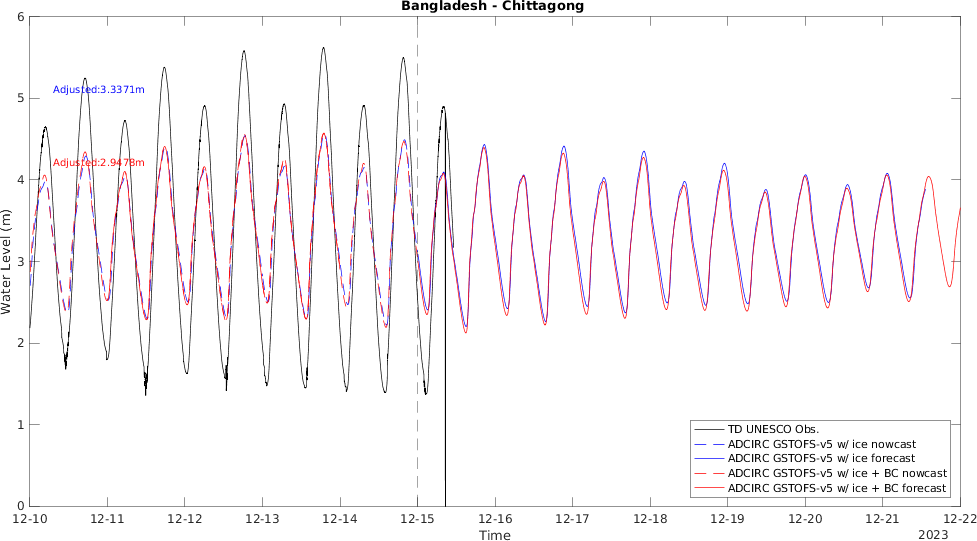 Bangladesh - Chittagong
6
5
4
3
2
1
0
Water Level (m)
Adjusted:3.3371m
Adjusted:2.9478m
TD UNESCO Obs.
ADCIRC GSTOFS-v5 w/ ice nowcast
ADCIRC GSTOFS-v5 w/ ice forecast
ADCIRC GSTOFS-v5 w/ ice + BC nowcast
ADCIRC GSTOFS-v5 w/ ice + BC forecast
12-10 12-11 12-12 12-13 12-14 12-15 12-16 12-17 12-18 12-19 12-20 12-21 12-22
Time
2023